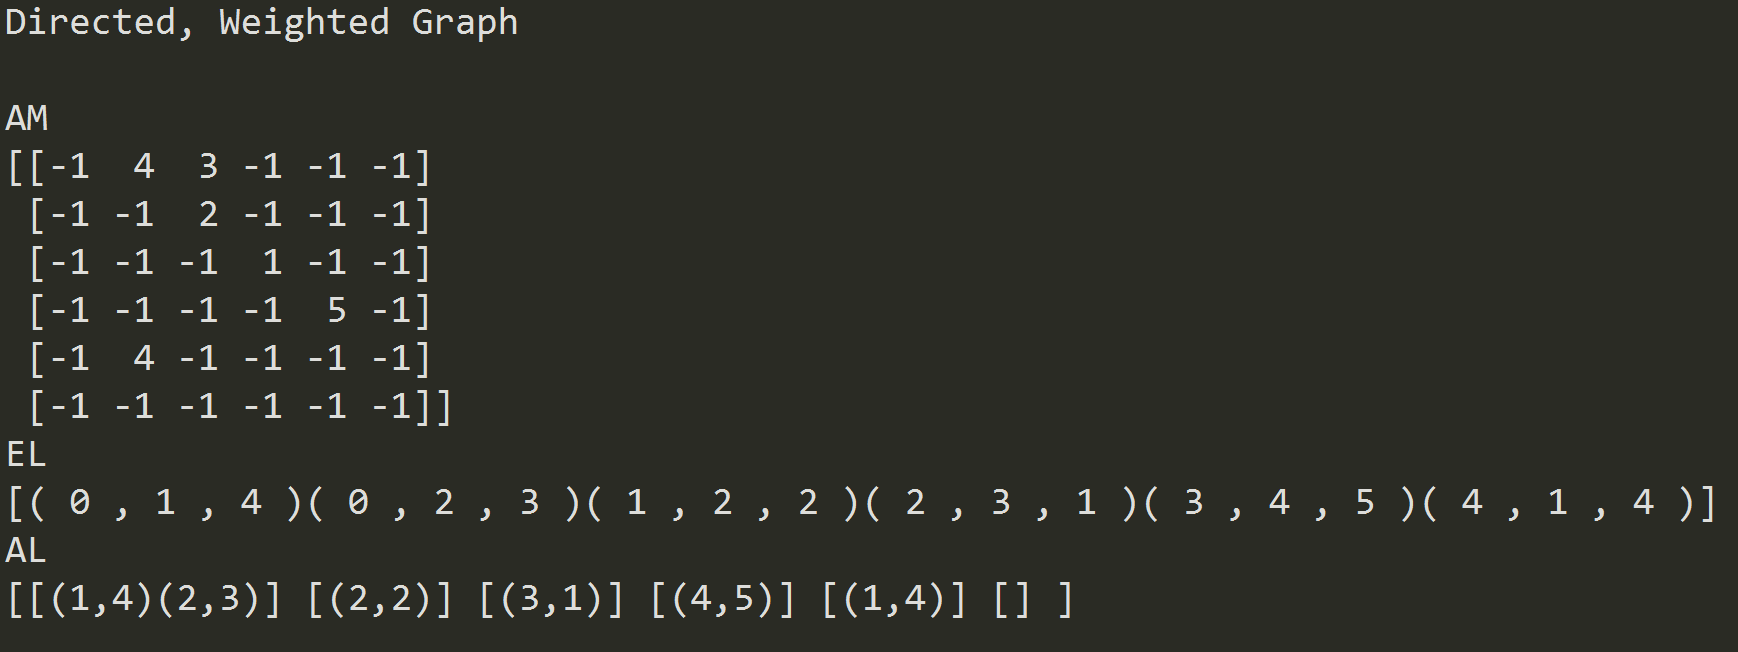 Directed, Weighted Graph
AM
[[-1  4  3 -1 -1 -1]
 [-1 -1  2 -1 -1 -1]
 [-1 -1 -1  1 -1 -1]
 [-1 -1 -1 -1  5 -1]
 [-1  4 -1 -1 -1 -1]
 [-1 -1 -1 -1 -1 -1]]
EL
[( 0 , 1 , 4 )( 0 , 2 , 3 )( 1 , 2 , 2 )( 2 , 3 , 1 )( 3 , 4 , 5 )( 4 , 1 , 4 )]
AL
[[(1,4)(2,3)] [(2,2)] [(3,1)] [(4,5)] [(1,4)] [] ]